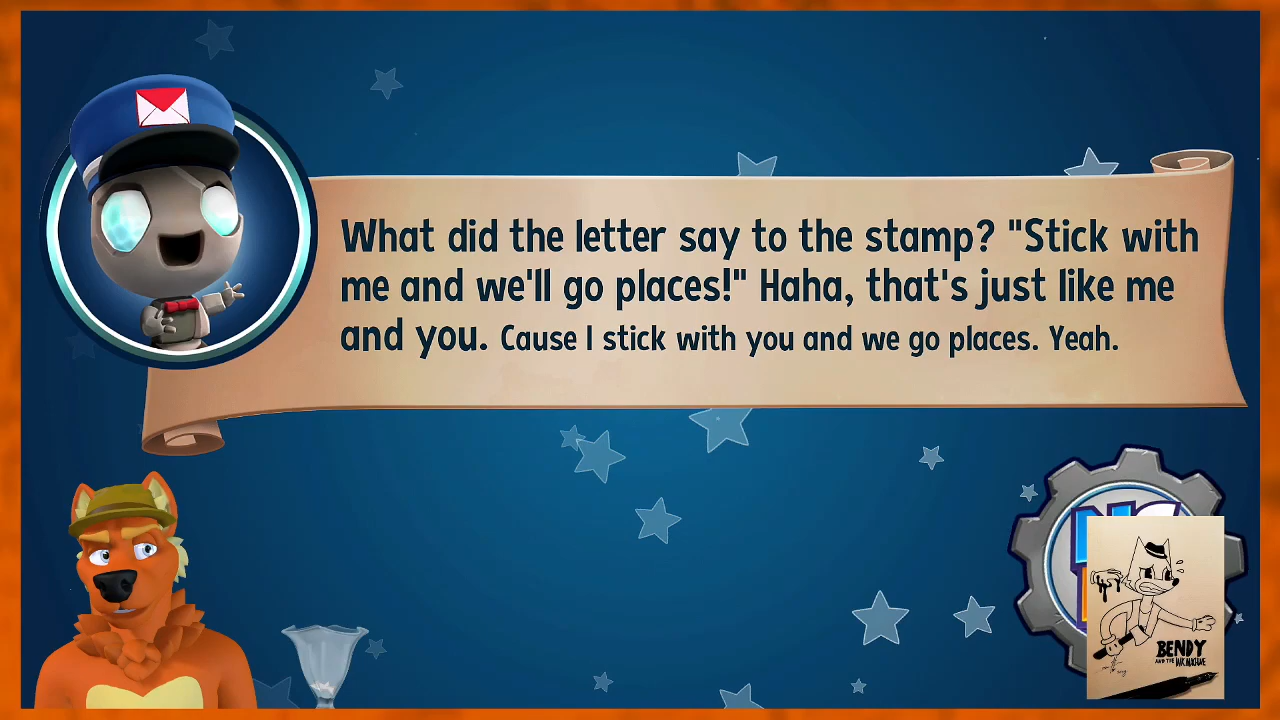 What did the letter say to the stamp? "Stick with
me and we'll go places!" Haha, that's just like me
and you. Cause I stick with you and we go places. Yeah.
BENDY
AND THE INK MACHINE